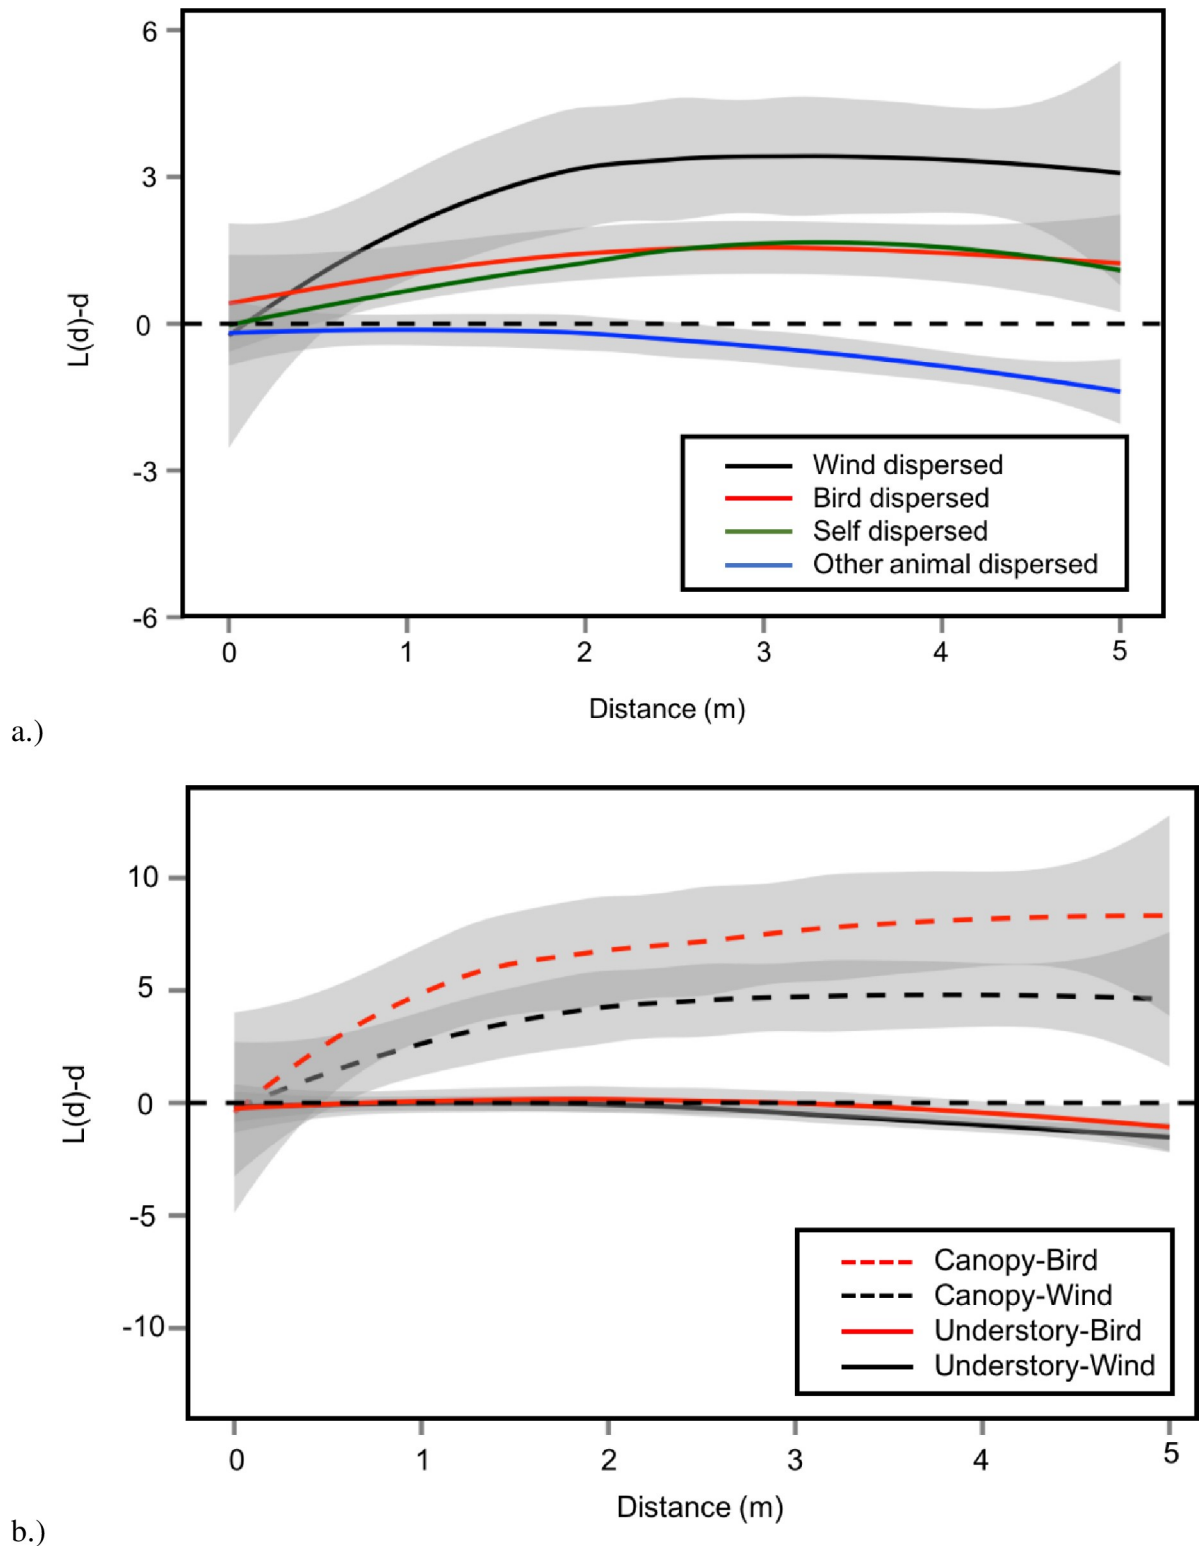 6
3
0
-3
-6
L(d)-d
Wind dispersed
Bird dispersed
Self dispersed
Other animal dispersed
0 1 2 3 4 5
Distance (m)
a.)
10
5
0
-5
-10
L(d)-d
Canopy-Bird
Canopy-Wind
Understory-Bird
Understory-Wind
0 1 2 3 4 5
Distance (m)
b.)